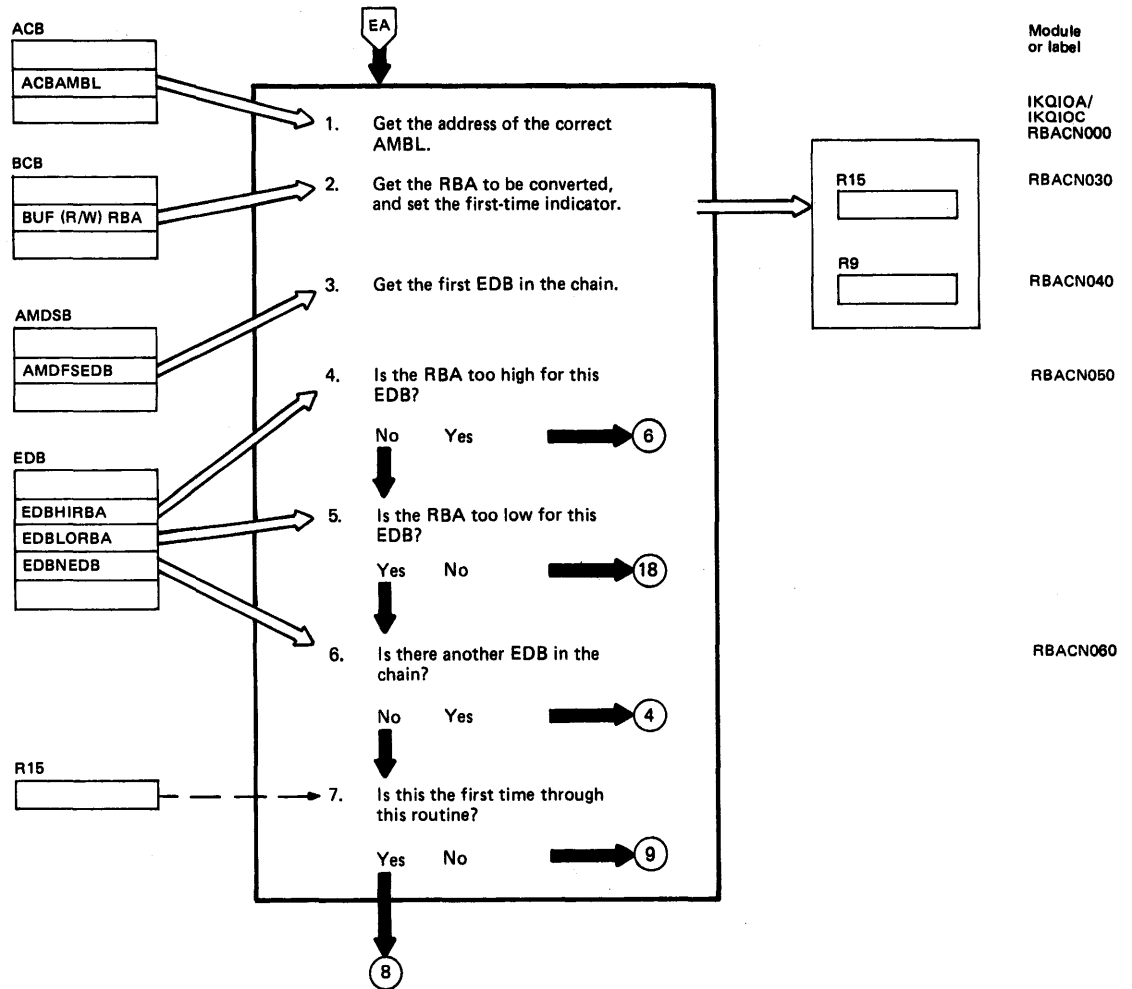 ACB
ACBAMBL
BCB
BUF (R/W) RBA
AMDSB
AMDFSEDB
EDB
EDBHIRBA
EDBLORBA
EDBNEDB
R15
EA
1. Get the address of the correct
AMBL.
2. Get the RBA to be converted,
and set the first-time indicator.
3. Get the first EDB in the chain.
4. Is the RBA too high for this
EDB?
No Yes 6
5. Is the RBA too low for this
EDB?
Yes No 18
6. Is there another EDB in the
chain?
No Yes 4
7. Is this the first time through
this routine?
Yes No 9
8
R15
R9
Module
or label
IKQIOA/
IKQIOC
RBACN000
RBACN030
RBACN040
RBACN050
RBACN060